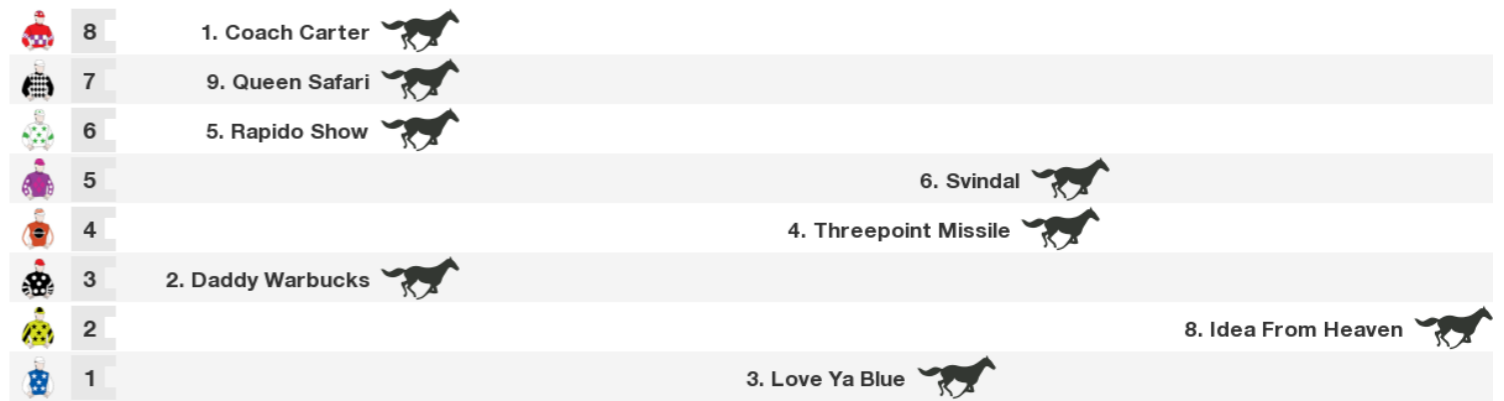 8 1. Coach Carter
7 9. Queen Safari
6 5. Rapido Show
5 6. Svindal
4 4. Threepoint Missile
3 2. Daddy Warbucks
2 8. Idea From Heaven
1 3. Love Ya Blue